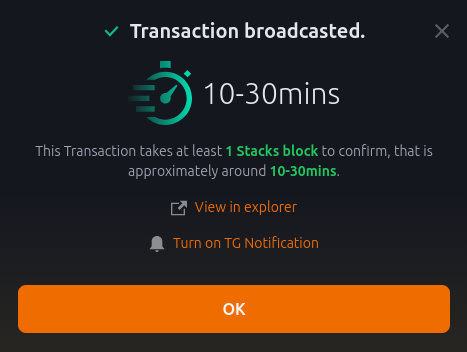 Transaction broadcasted.
10-30mins
This Transaction takes at least 1 Stacks block to confirm, that is
approximately around 10-30mins.
View in explorer
Turn on TG Notification
OK